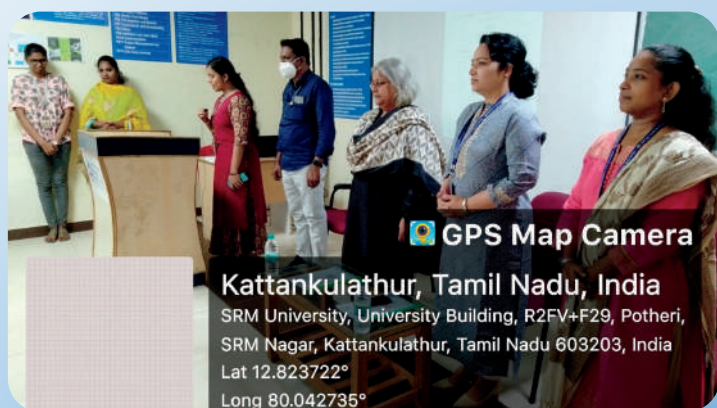 GPS Map Camera
Kattankulathur, Tamil Nadu, India
SRM University, University Building, R2FV+F29, Potheri,
SRM Nagar, Kattankulathur, Tamil Nadu 603203, India
Lat 12.823722°
Long 80.042735°